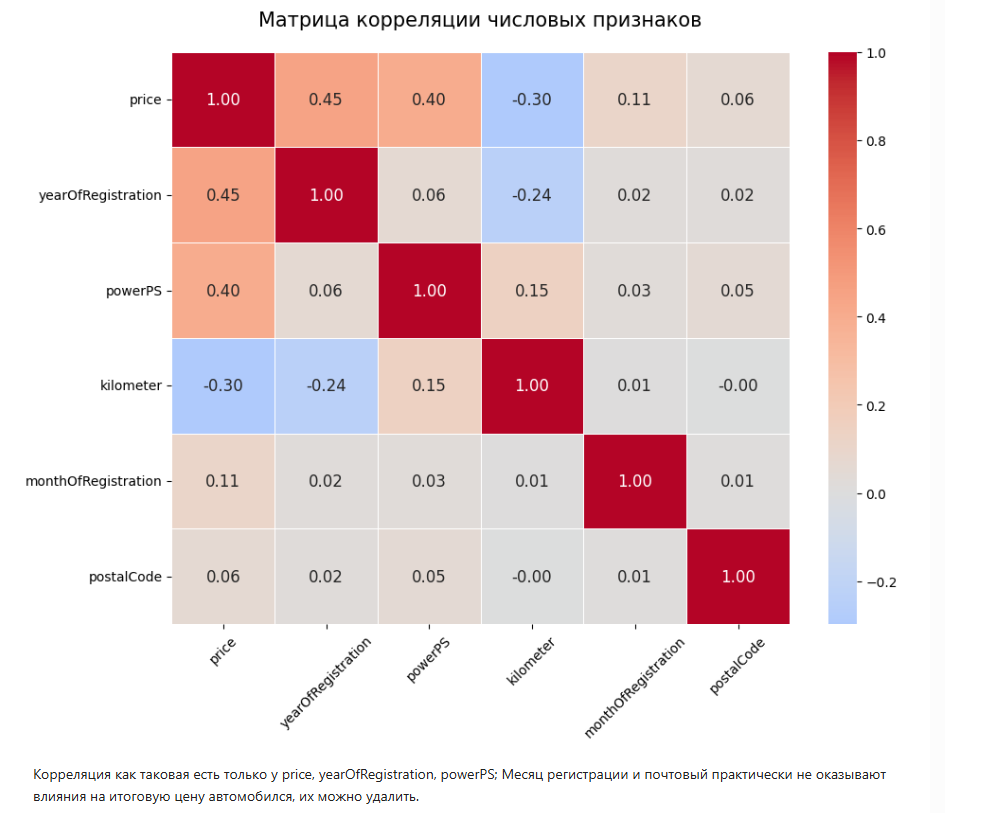 Матрица корреляции числовых признаков
price 1.00 0.45 0.40 -0.30 0.11 0.06
yearOfRegistration 0.45 1.00 0.06 -0.24 0.02 0.02
powerPS 0.40 0.06 1.00 0.15 0.03 0.05
kilometer -0.30 -0.24 0.15 1.00 0.01 -0.00
monthOfRegistration 0.11 0.02 0.03 0.01 1.00 0.01
postalCode 0.06 0.02 0.05 -0.00 0.01 1.00
price yearOfRegistration powerPS kilometer monthOfRegistration postalCode
1.0
0.8
0.6
0.4
0.2
0.0
−0.2
Корреляция как таковая есть только у price, yearOfRegistration, powerPS; Месяц регистрации и почтовый практически не оказывают
влияния на итоговую цену автомобился, их можно удалить.